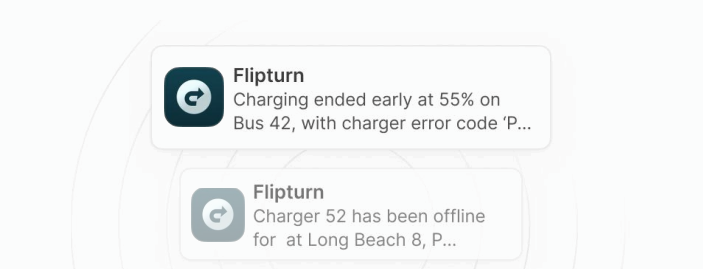 Flipturn
Charging ended early at 55% on
Bus 42, with charger error code ‘P...
Flipturn
Charger 52 has been offline
for  at Long Beach 8, P...